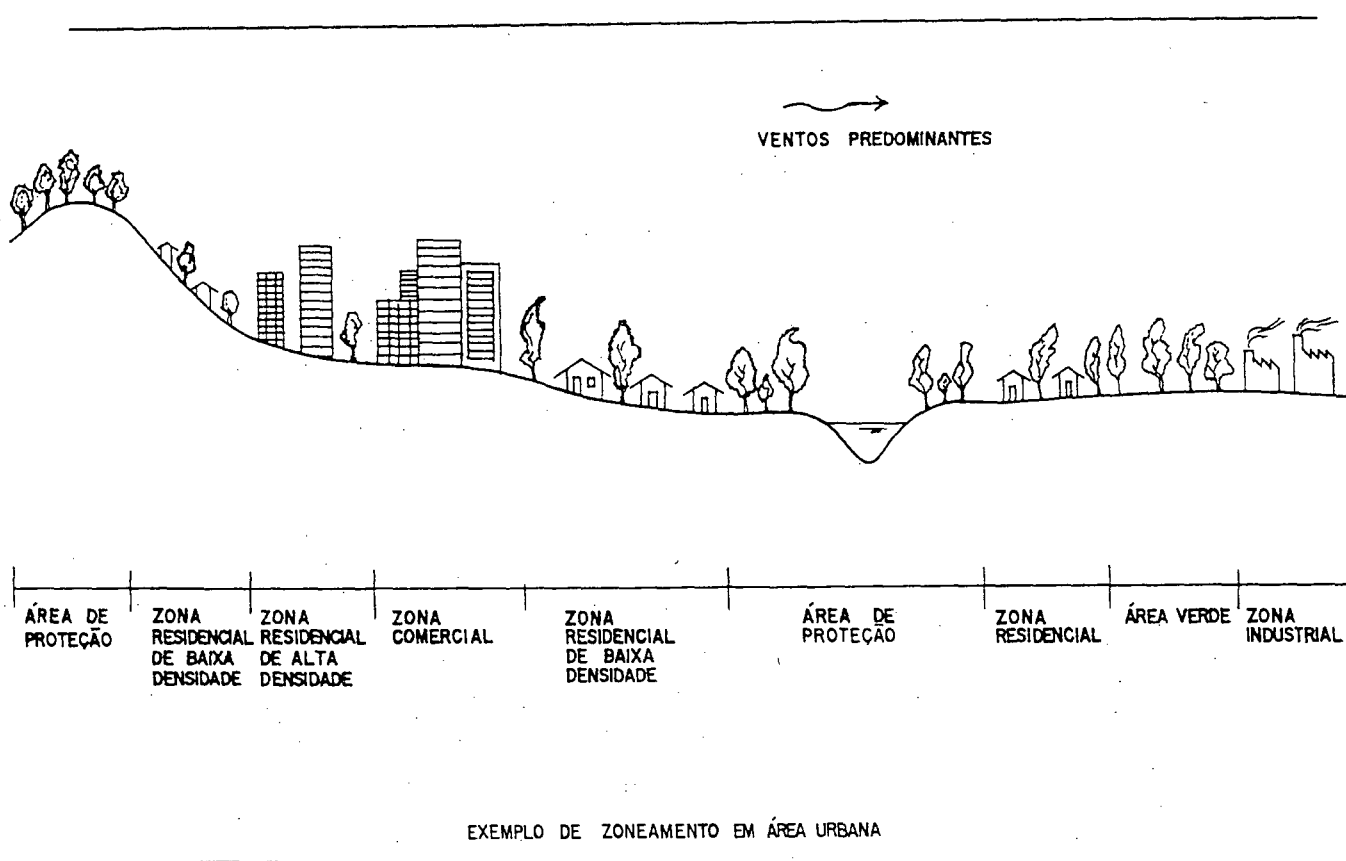 VENTOS PREDOMINANTES
ÁREA DE
PROTEÇÃO
ZONA
RESIDENCIAL
DE BAIXA
DENSIDADE
ZONA
RESIDENCIAL
DE ALTA
DENSIDADE
ZONA
COMERCIAL
ZONA
RESIDENCIAL
DE BAIXA
DENSIDADE
ÁREA DE
PROTEÇÃO
ZONA
RESIDENCIAL
ÁREA VERDE
ZONA
INDUSTRIAL
EXEMPLO DE ZONEAMENTO EM ÁREA URBANA